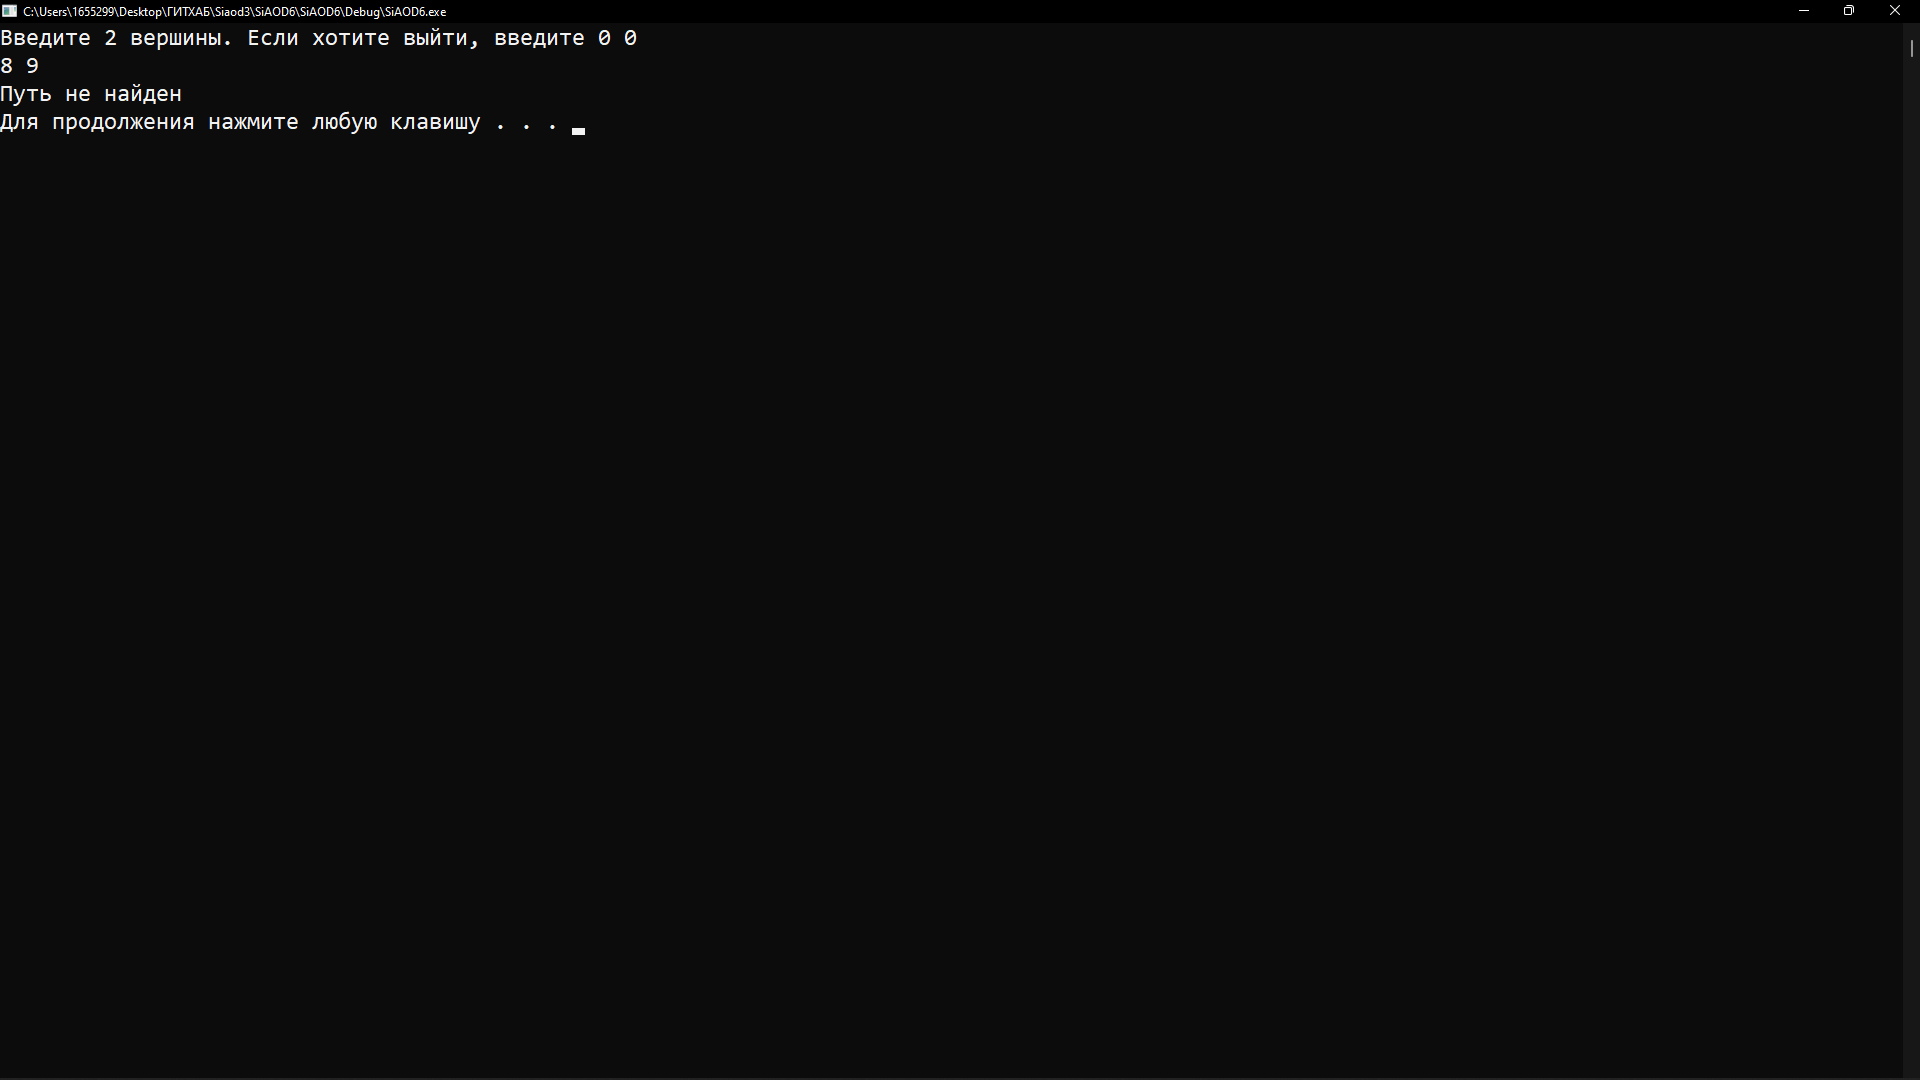 C:\Users\1655299\Desktop\ГИТХАБ\Siaod3\SiAOD6\SiAOD6\Debug\SiAOD6.exe
Введите 2 вершины. Если хотите выйти, введите 0 0
8 9
Путь не найден
Для продолжения нажмите любую клавишу . . .